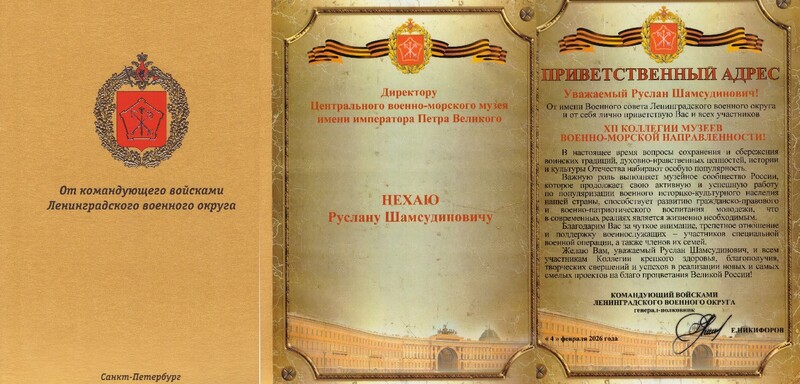 От командующего войсками
Ленинградского военного округа
Санкт-Петербург
Директору
Центрального военно-морского музея
имени императора Петра Великого
НЕХАЮ
Руслану Шамсудиновичу
ПРИВЕТСТВЕННЫЙ АДРЕС
Уважаемый Руслан Шамсудинович!
От имени Военного совета Ленинградского военного округа
и от себя лично приветствую Вас и всех участников
XII КОЛЛЕГИИ МУЗЕЕВ
ВОЕННО-МОРСКОЙ НАПРАВЛЕННОСТИ!
В настоящее время вопросы сохранения и сбережения
воинских традиций, духовно-нравственных ценностей, истории
и культуры Отечества набирают особую популярность.
Важную роль выполняет музейное сообщество России,
которое продолжает свою активную и успешную работу
по популяризации военного историко-культурного наследия
нашей страны, способствует развитию гражданско-правового
и военно-патриотического воспитания молодежи, что
в современных реалиях является жизненно необходимым.
Благодарим Вас за чуткое внимание, трепетное отношение
и поддержку военнослужащих – участников специальной
военной операции, а также членов их семей.
Желаю Вам, уважаемый Руслан Шамсудинович, и всем
участникам Коллегии крепкого здоровья, благополучия,
творческих свершений и успехов в реализации новых и самых
смелых проектов на благо процветания Великой России!
КОМАНДУЮЩИЙ ВОЙСКАМИ
ЛЕНИНГРАДСКОГО ВОЕННОГО ОКРУГА
генерал-полковник
Е.НИКИФОРОВ
« 4 » февраля 2026 года